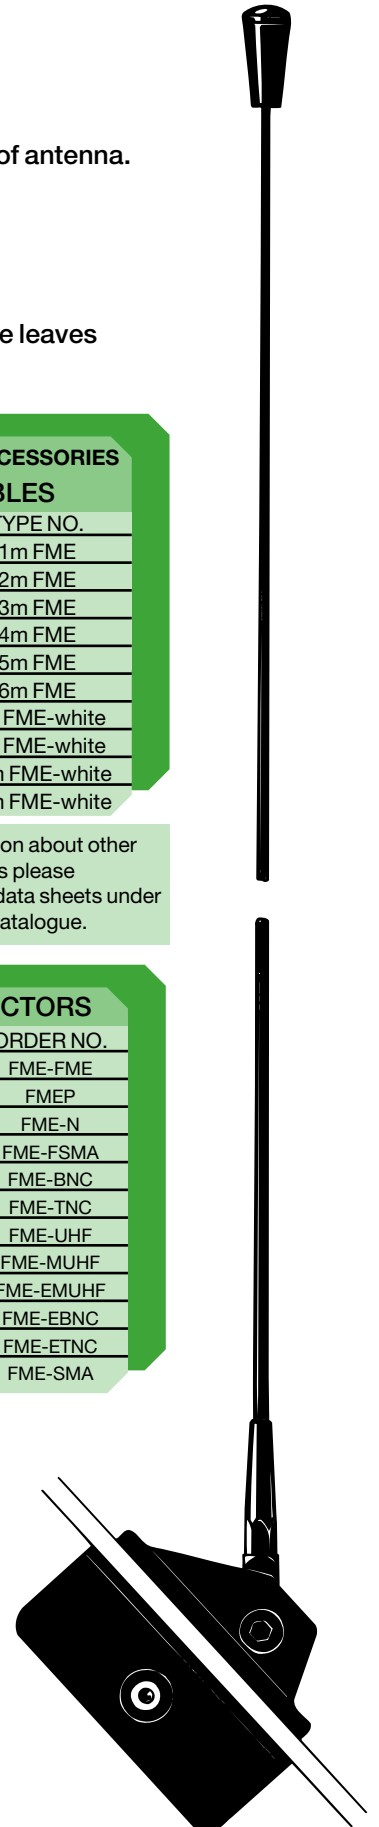 of antenna.
e leaves
CESSORIES
BLES
TYPE NO.
1m FME
2m FME
3m FME
4m FME
5m FME
6m FME
FME-white
FME-white
FME-white
FME-white
on about other
s please
data sheets under
atalogue.
CTORS
ORDER NO.
FME-FME
FMEP
FME-N
FME-FSMA
FME-BNC
FME-TNC
FME-UHF
FME-MUHF
FME-EMUHF
FME-EBNC
FME-ETNC
FME-SMA